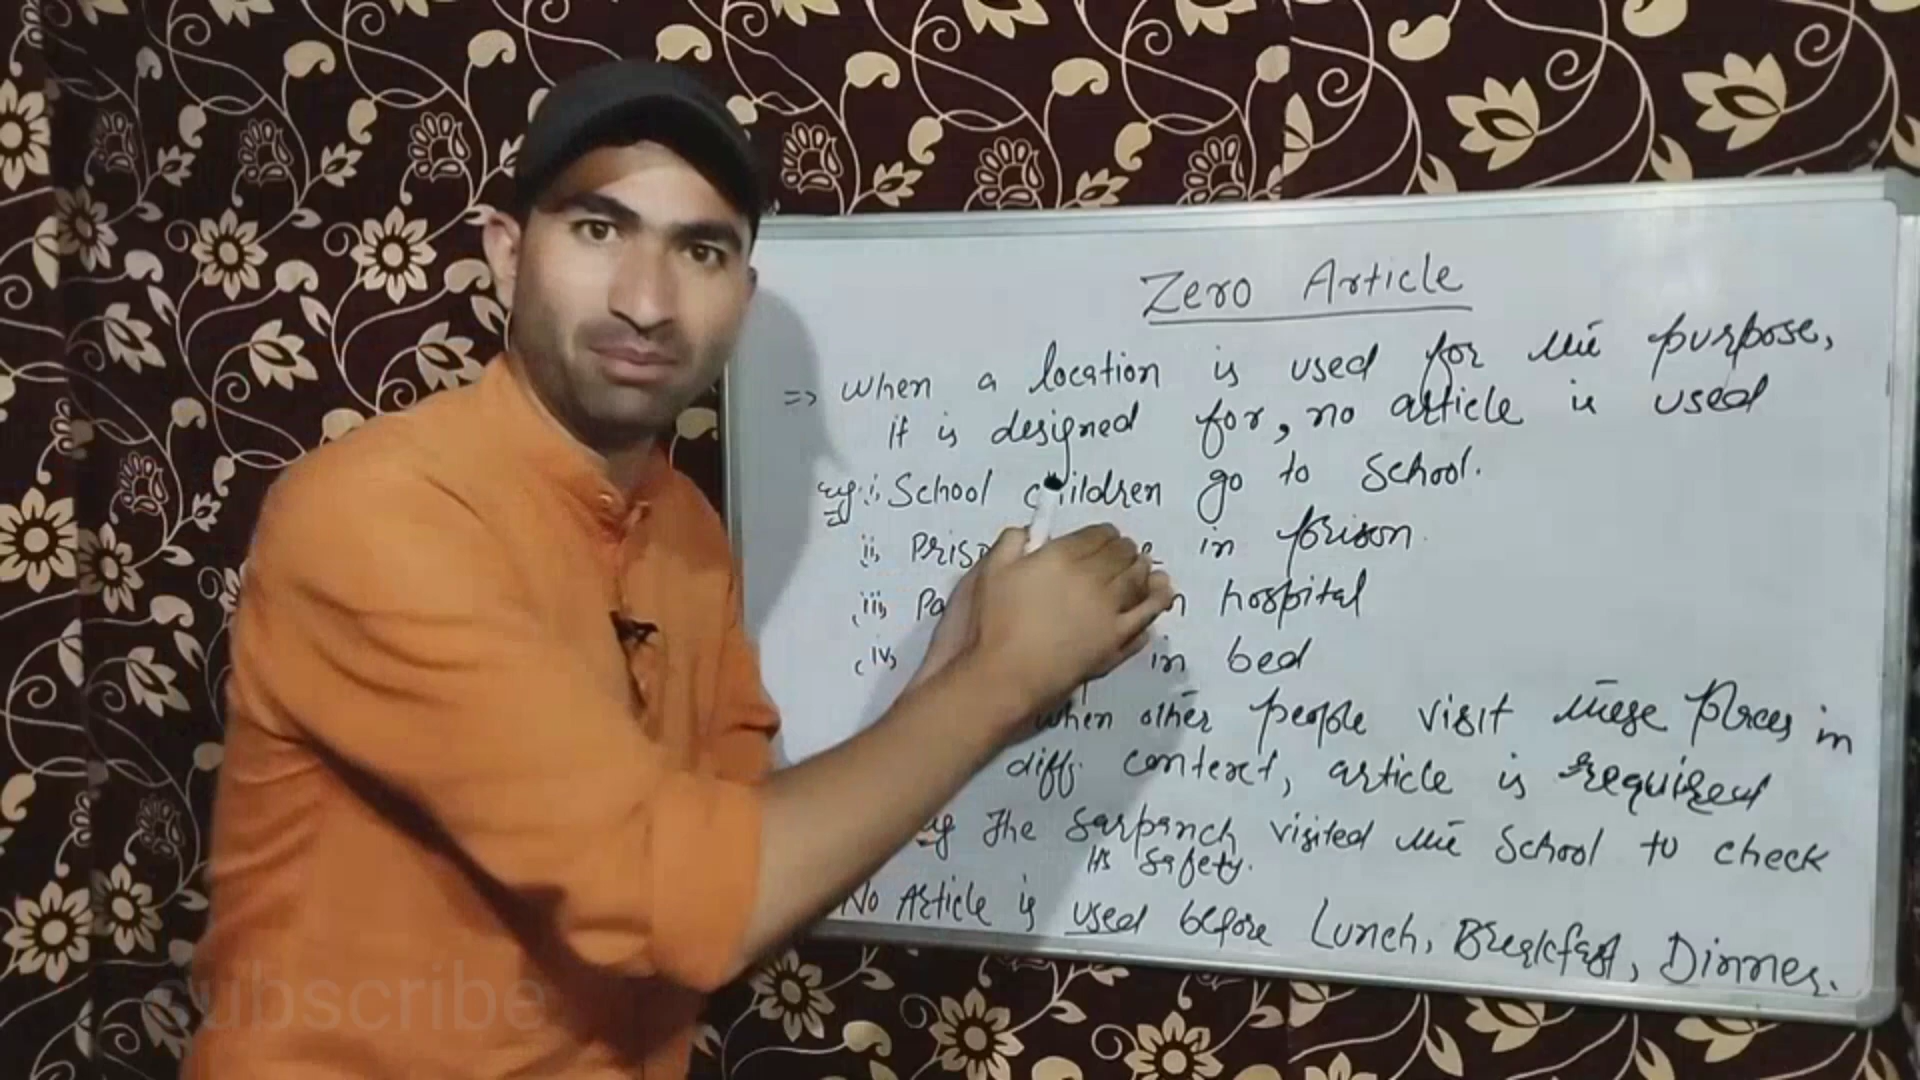 Zero Article
=> When a location is used for the purpose,
it is designed for, no article is used
eg: i, School children go to School.
ii, in prison.
iii, hospital
(iv, in bed
when other people visit these places in
diff. context, article is required
eg The Sarpanch visited the School to check
its safety.
No Article is used before Lunch, Breakfast, Dinner.
subscribe